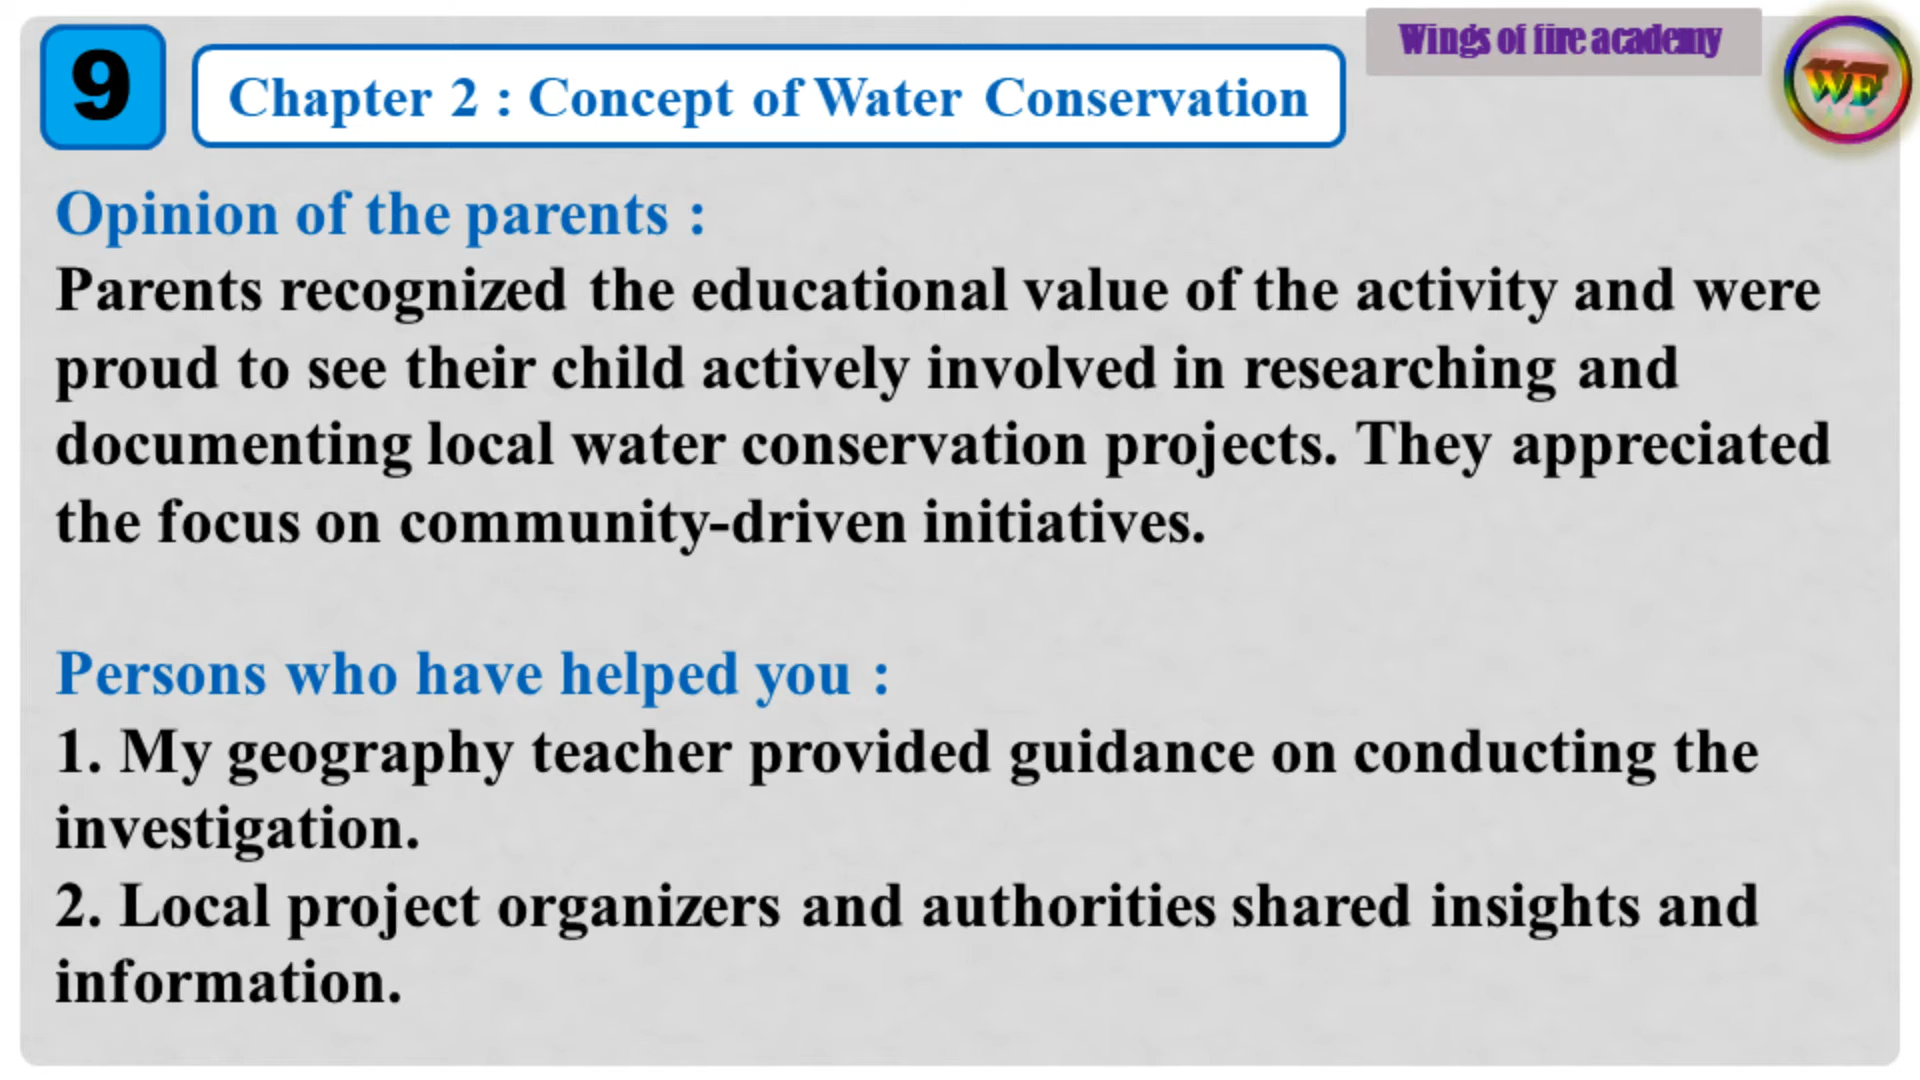 9
Chapter 2 : Concept of Water Conservation
Wings of fire academy
WF
Opinion of the parents :
Parents recognized the educational value of the activity and were
proud to see their child actively involved in researching and
documenting local water conservation projects. They appreciated
the focus on community-driven initiatives.
Persons who have helped you :
1. My geography teacher provided guidance on conducting the
investigation.
2. Local project organizers and authorities shared insights and
information.